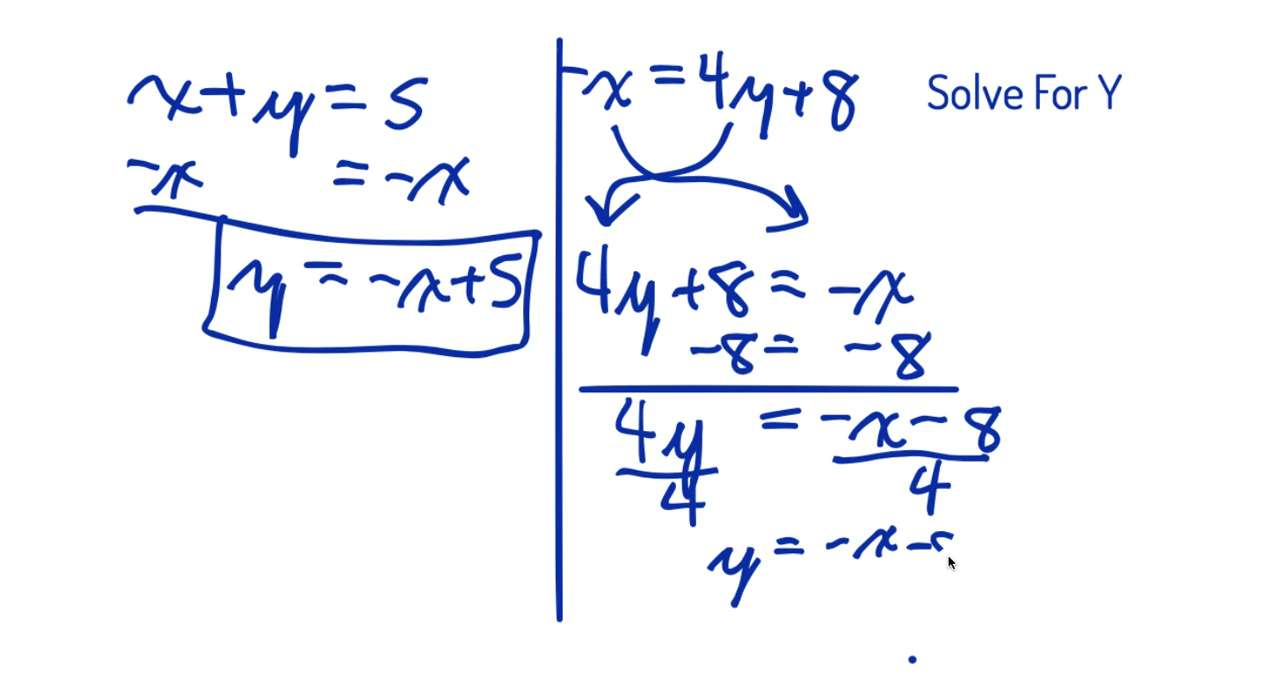 x+y=5
-x =-x
y=-x+5
-x=4y+8
Solve For Y
4y+8=-x
-8= -8
4y = -x-8
4 4
y=-x-